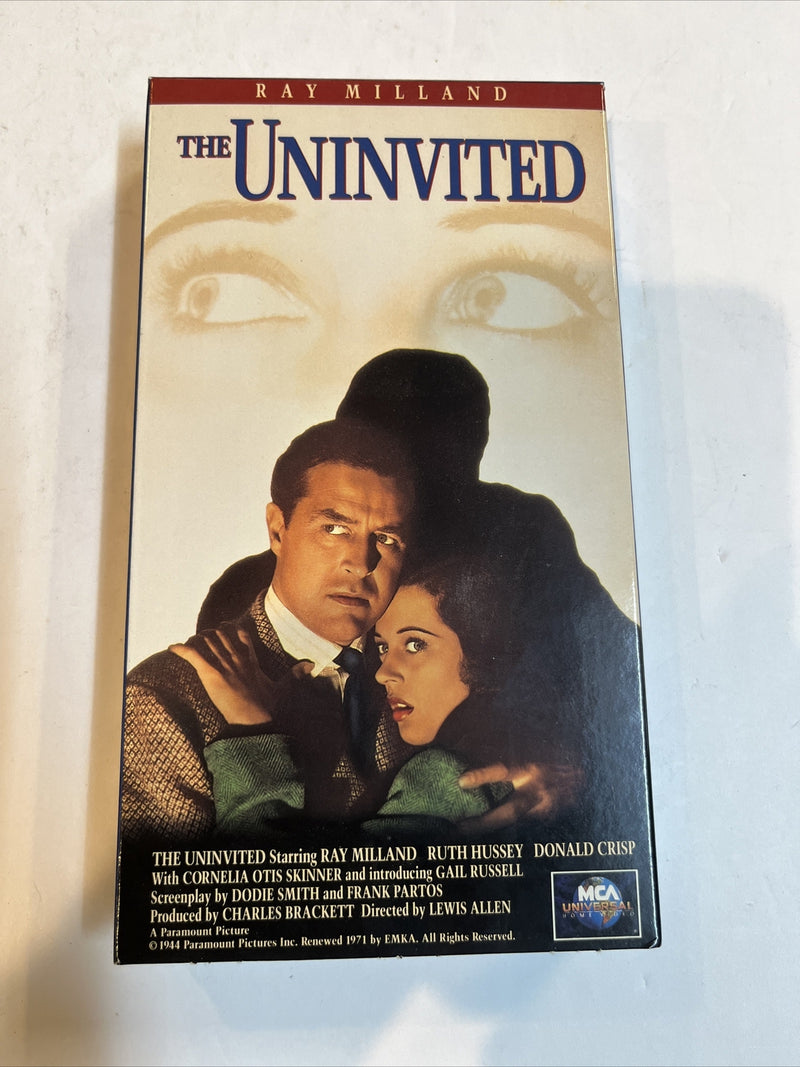 RAY MILLAND
THE UNINVITED
THE UNINVITED Starring RAY MILLAND RUTH HUSSEY DONALD CRISP
With CORNELIA OTIS SKINNER and introducing GAIL RUSSELL
Screenplay by DODIE SMITH and FRANK PARTOS
Produced by CHARLES BRACKETT Directed by LEWIS ALLEN
A Paramount Picture
© 1944 Paramount Pictures Inc. Renewed 1971 by EMKA. All Rights Reserved.
MCA
UNIVERSAL
HOME VIDEO